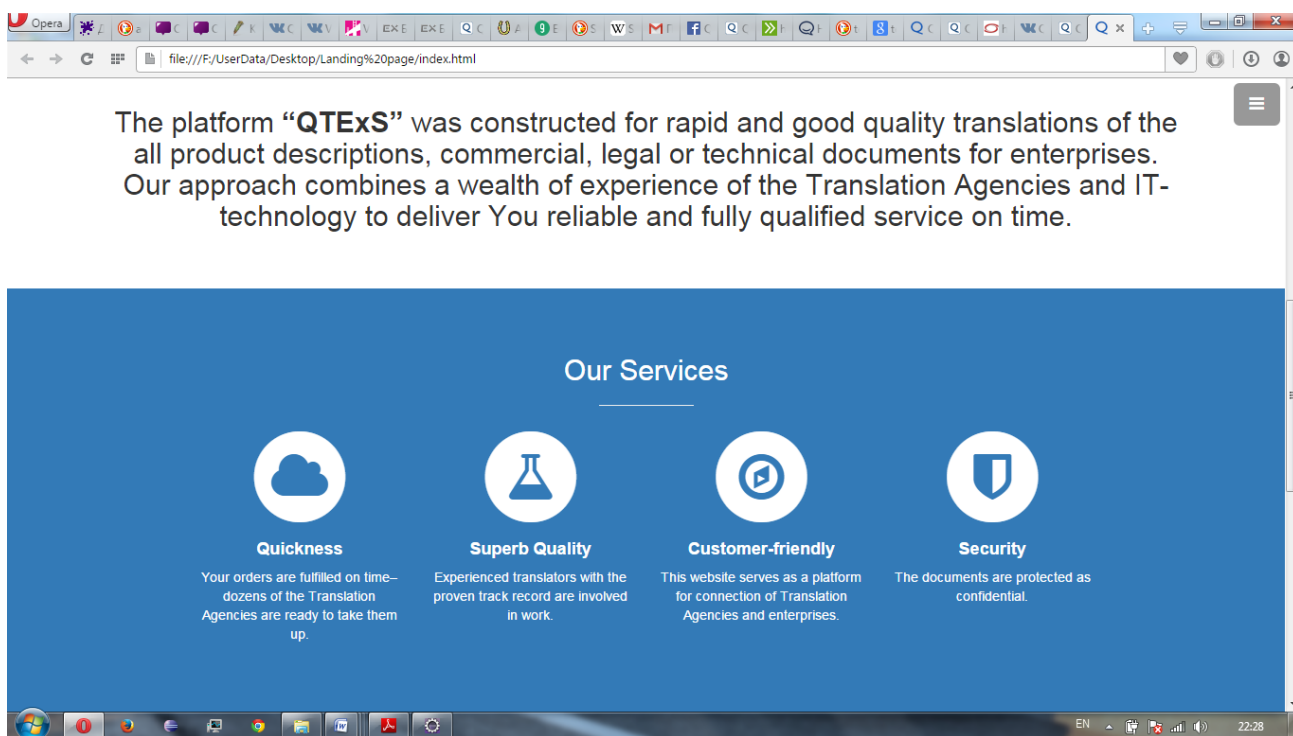 Opera
file:///F:/UserData/Desktop/Landing%20page/index.html
The platform “QTExS” was constructed for rapid and good quality translations of the
all product descriptions, commercial, legal or technical documents for enterprises.
Our approach combines a wealth of experience of the Translation Agencies and IT-
technology to deliver You reliable and fully qualified service on time.
Our Services
Quickness
Your orders are fulfilled on time–
dozens of the Translation
Agencies are ready to take them
up.
Superb Quality
Experienced translators with the
proven track record are involved
in work.
Customer-friendly
This website serves as a platform
for connection of Translation
Agencies and enterprises.
Security
The documents are protected as
confidential.
EN
22:28